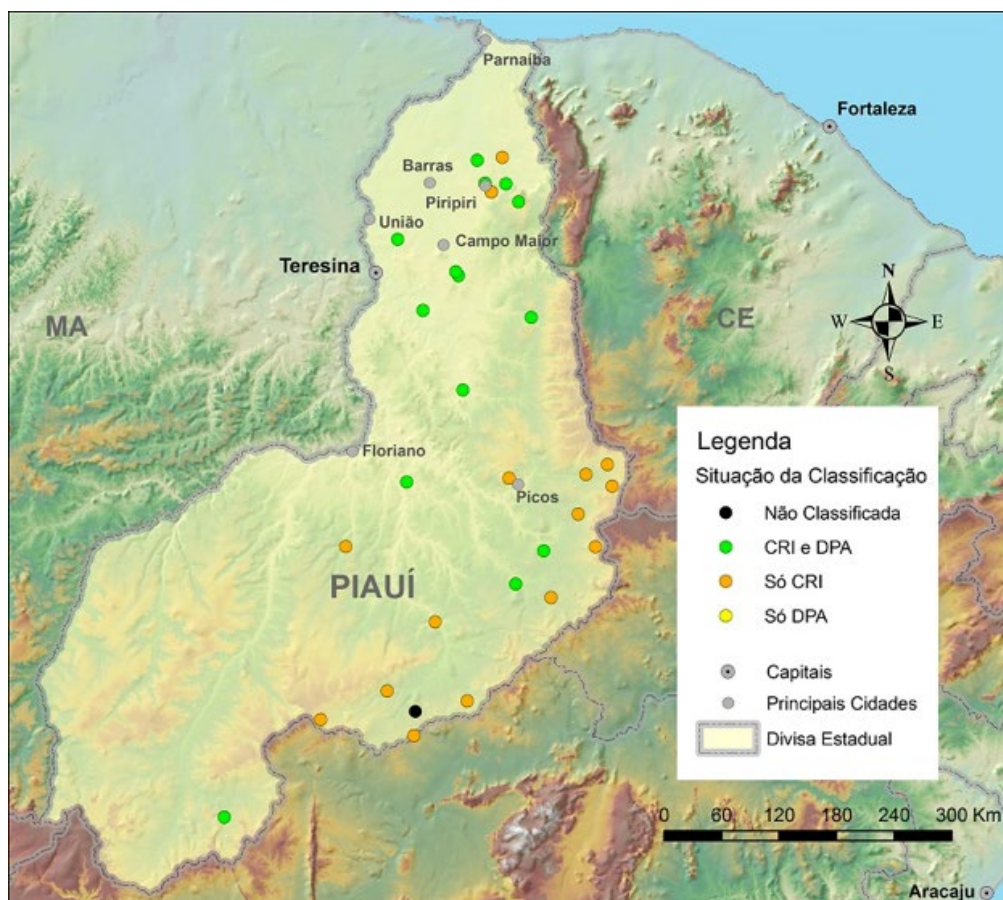 Parnaíba
Fortaleza
Barras
Piripiri
União
Campo Maior
Teresina
MA
CE
N
W
E
S
Floriano
Picos
PIAUÍ
Legenda
Situação da Classificação
Não Classificada
CRI e DPA
Só CRI
Só DPA
Capitais
Principais Cidades
Divisa Estadual
0 60 120 180 240 300 Km
Aracaju